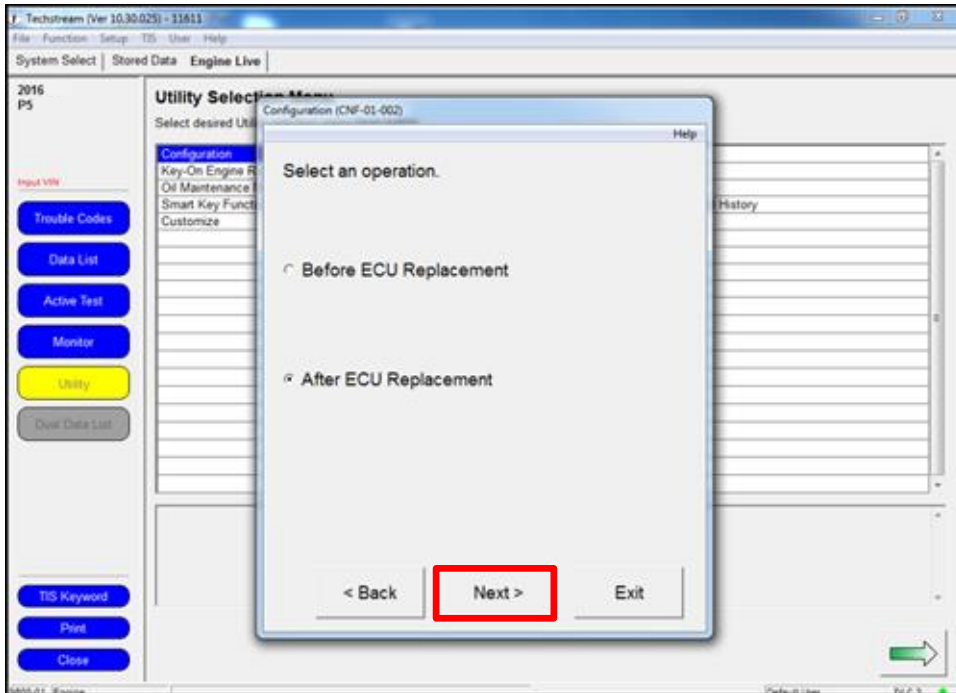 Techstream (Ver 10.30.025) - 11611
File Function Setup TIS User Help
System Select Stored Data Engine Live
2016
P5
Input VIN
Trouble Codes
Data List
Active Test
Monitor
Utility
Dual Data List
TIS Keyword
Print
Close
Utility Selection Menu
Select desired Uti
Configuration
Key-On Engine R
Oil Maintenance
Smart Key Functi
History
Customize
Configuration (CNF-01-002)
Help
Select an operation.
Before ECU Replacement
After ECU Replacement
< Back Next > Exit
Engine
Default User DLC 3